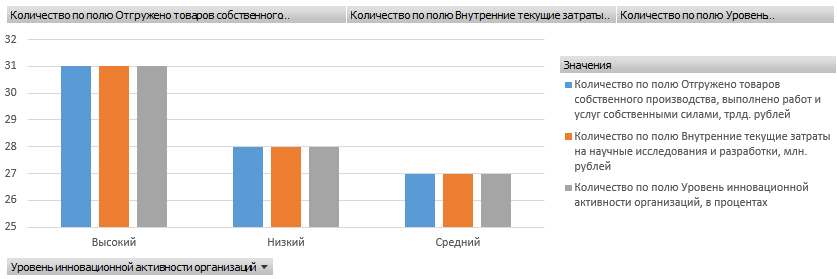 Количество по полю Отгружено товаров собственного... Количество по полю Внутренние текущие затраты... Количество по полю Уровень...
32
31
30
29
28
27
26
25
Высокий Низкий Средний
Значения
Количество по полю Отгружено товаров
собственного производства, выполнено работ и
услуг собственными силами, трлд. рублей
Количество по полю Внутренние текущие затраты
на научные исследования и разработки, млн.
рублей
Количество по полю Уровень инновационной
активности организаций, в процентах
Уровень инновационной активности организаций